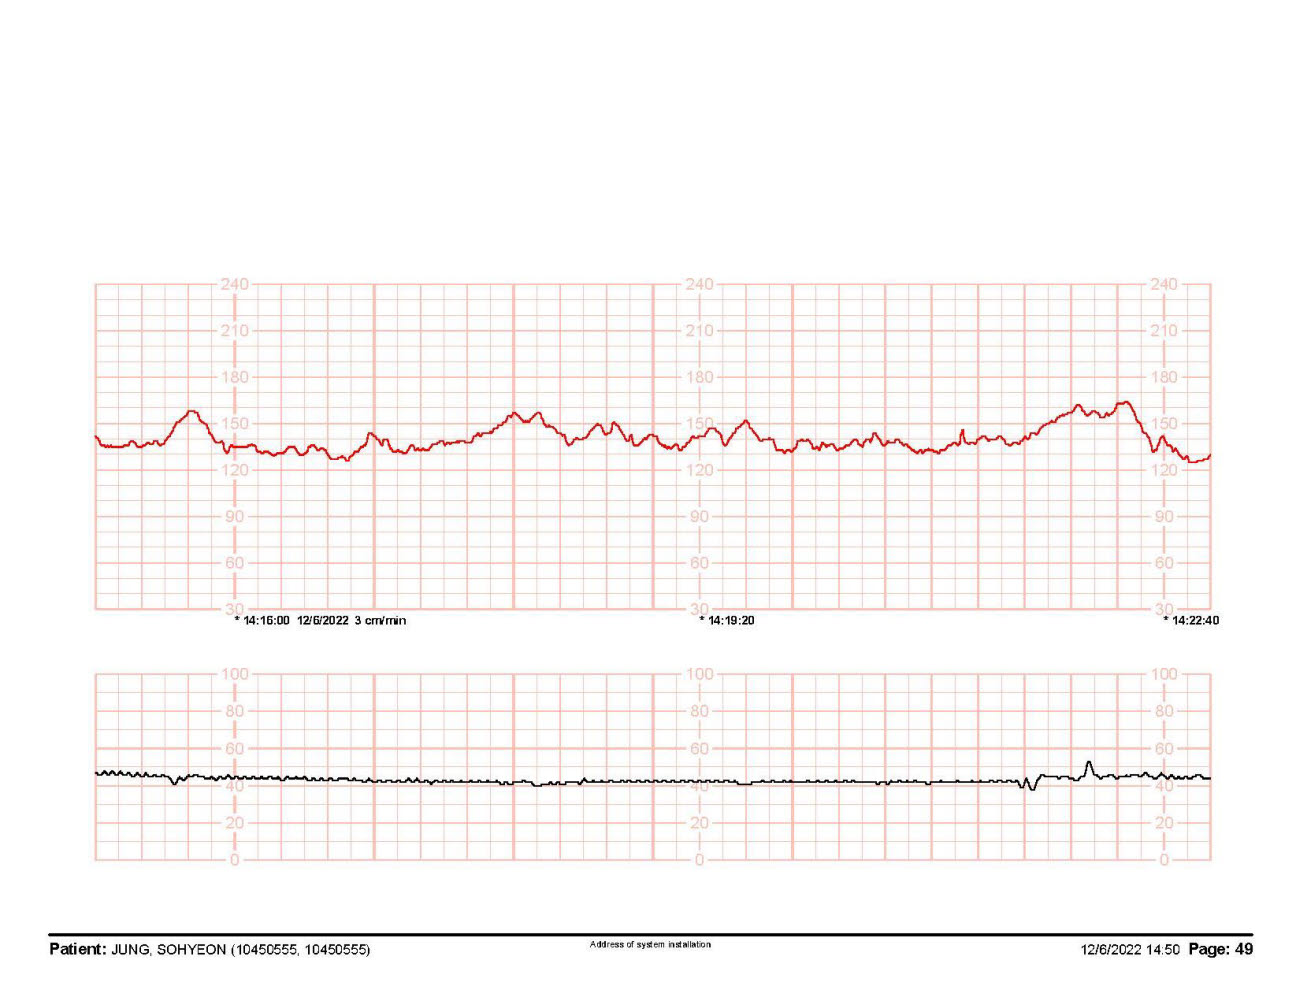 240 240 240
210 210 210
180 180 180
150 150 150
120 120 120
90 90 90
60 60 60
30 30 30
* 14:16:00 12/6/2022 3 cm/min * 14:19:20 * 14:22:40
100 100 100
80 80 80
60 60 60
40 40 40
20 20 20
0 0 0
Patient: JUNG, SOHYEON (10450555, 10450555) Address of system installation 12/6/2022 14:50 Page: 49